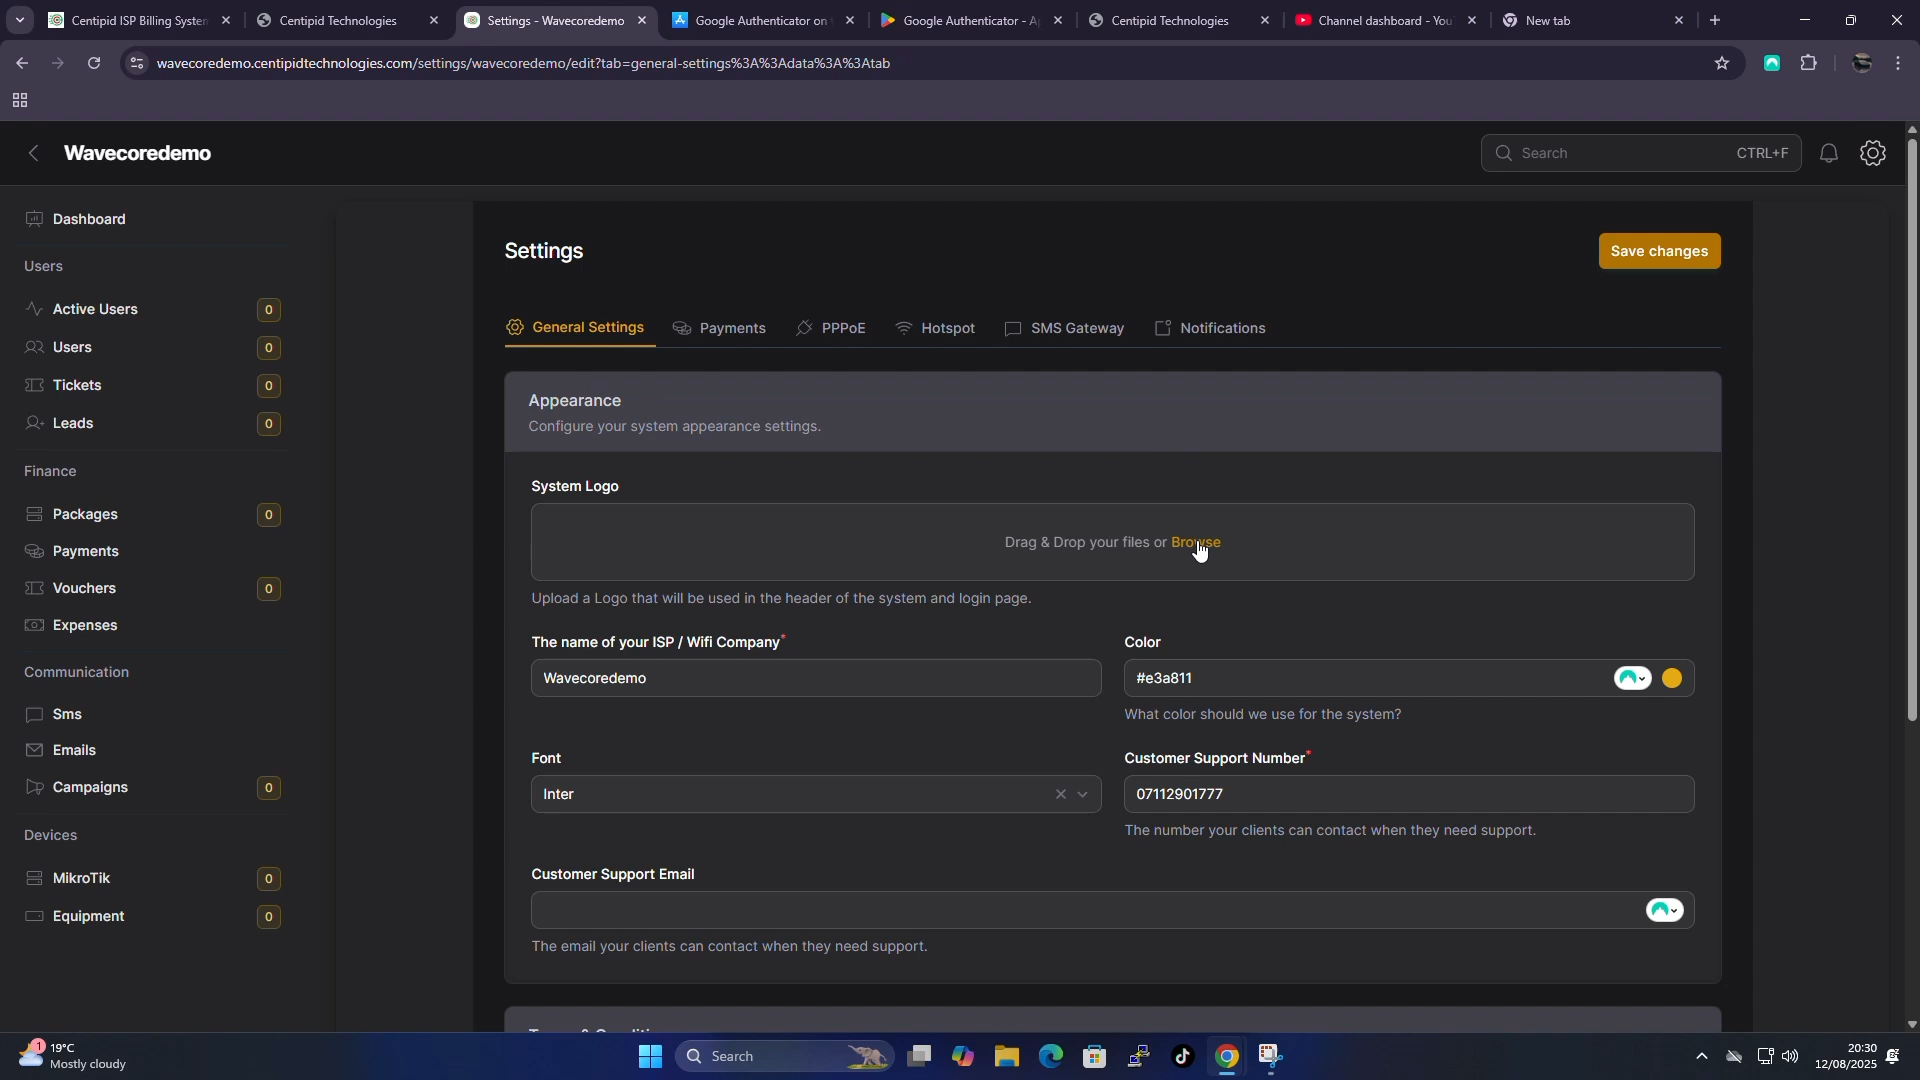 Centipid ISP Billing System
Centipid Technologies
Settings - Wavecoredemo
Google Authenticator on
Google Authenticator - A
Centipid Technologies
Channel dashboard - You
New tab
wavecoredemo.centipidtechnologies.com/settings/wavecoredemo/edit?tab=general-settings%3A%3Adata%3A%3Atab
Wavecoredemo
Search
CTRL+F
Dashboard
Users
Active Users 0
Users 0
Tickets 0
Leads 0
Finance
Packages 0
Payments
Vouchers 0
Expenses
Communication
Sms
Emails
Campaigns 0
Devices
MikroTik 0
Equipment 0
Settings
Save changes
General Settings
Payments
PPPoE
Hotspot
SMS Gateway
Notifications
Appearance
Configure your system appearance settings.
System Logo
Drag & Drop your files or Browse
Upload a Logo that will be used in the header of the system and login page.
The name of your ISP / Wifi Company*
Wavecoredemo
Color
#e3a811
What color should we use for the system?
Font
Inter
Customer Support Number*
07112901777
The number your clients can contact when they need support.
Customer Support Email
The email your clients can contact when they need support.
1
19°C
Mostly cloudy
Search
20:30
12/08/2025